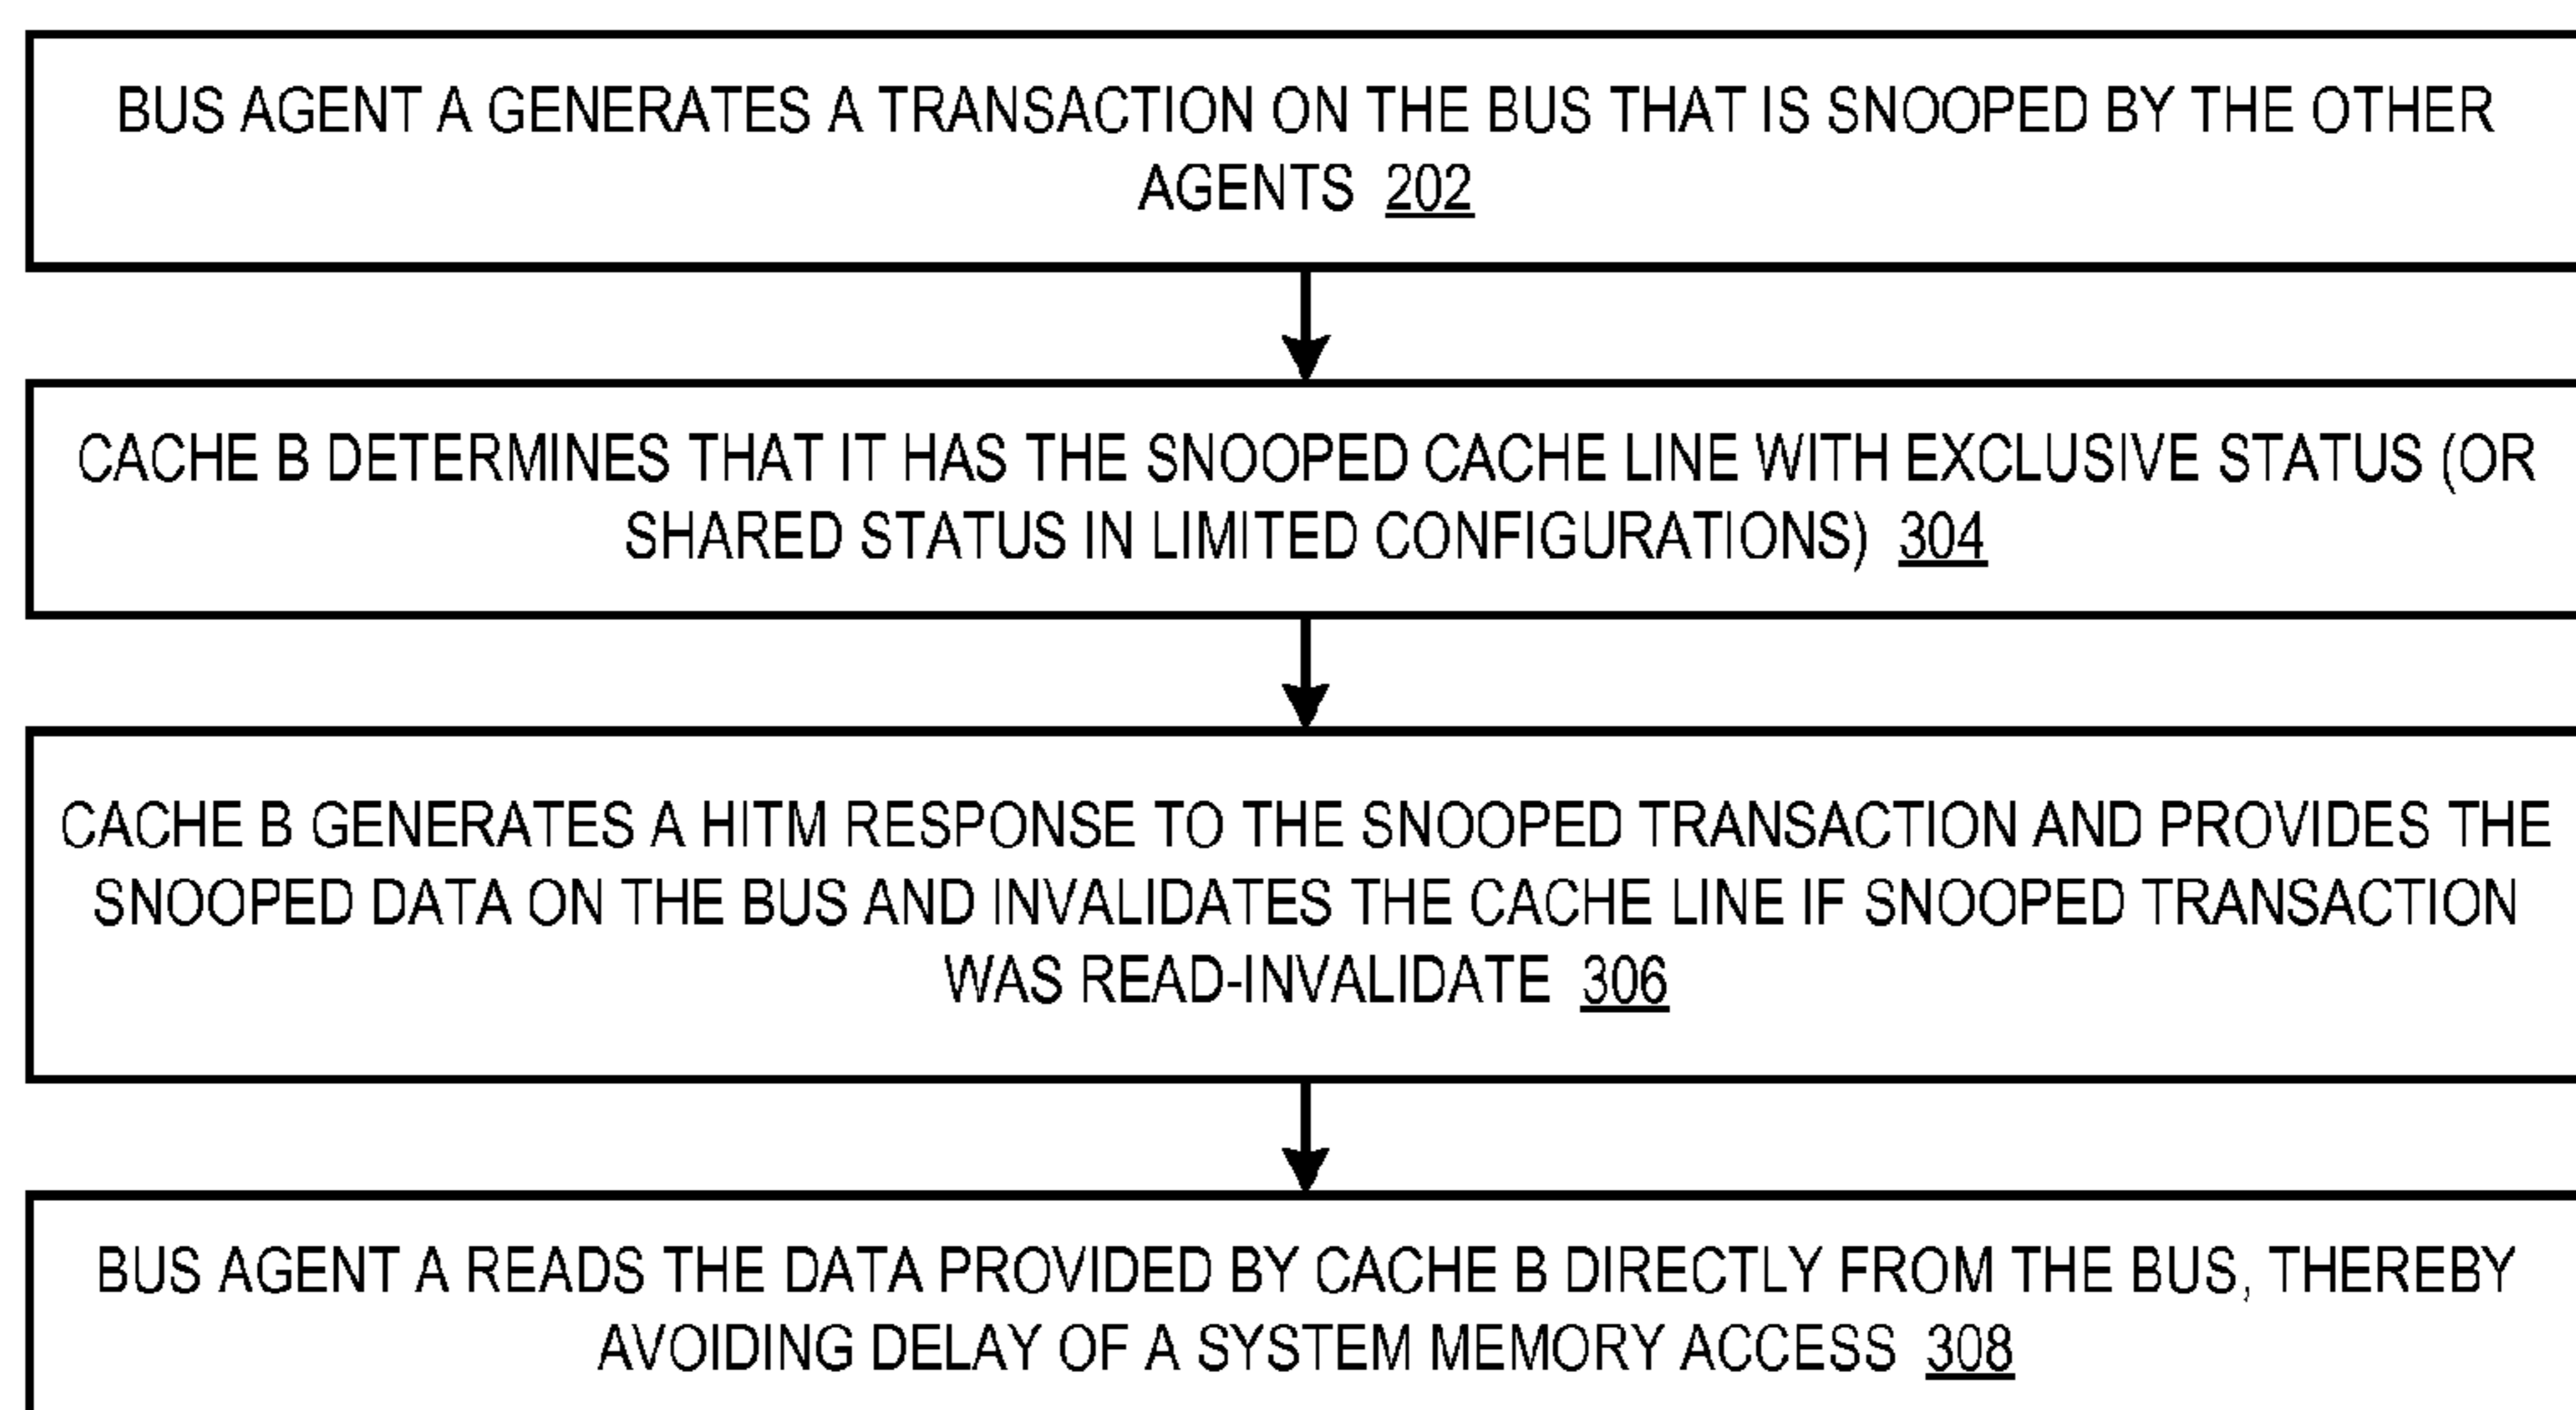 BUS AGENT A GENERATES A TRANSACTION ON THE BUS THAT IS SNOOPED BY THE OTHER
AGENTS 202
CACHE B DETERMINES THAT IT HAS THE SNOOPED CACHE LINE WITH EXCLUSIVE STATUS (OR
SHARED STATUS IN LIMITED CONFIGURATIONS) 304
CACHE B GENERATES A HITM RESPONSE TO THE SNOOPED TRANSACTION AND PROVIDES THE
SNOOPED DATA ON THE BUS AND INVALIDATES THE CACHE LINE IF SNOOPED TRANSACTION
WAS READ-INVALIDATE 306
BUS AGENT A READS THE DATA PROVIDED BY CACHE B DIRECTLY FROM THE BUS, THEREBY
AVOIDING DELAY OF A SYSTEM MEMORY ACCESS 308